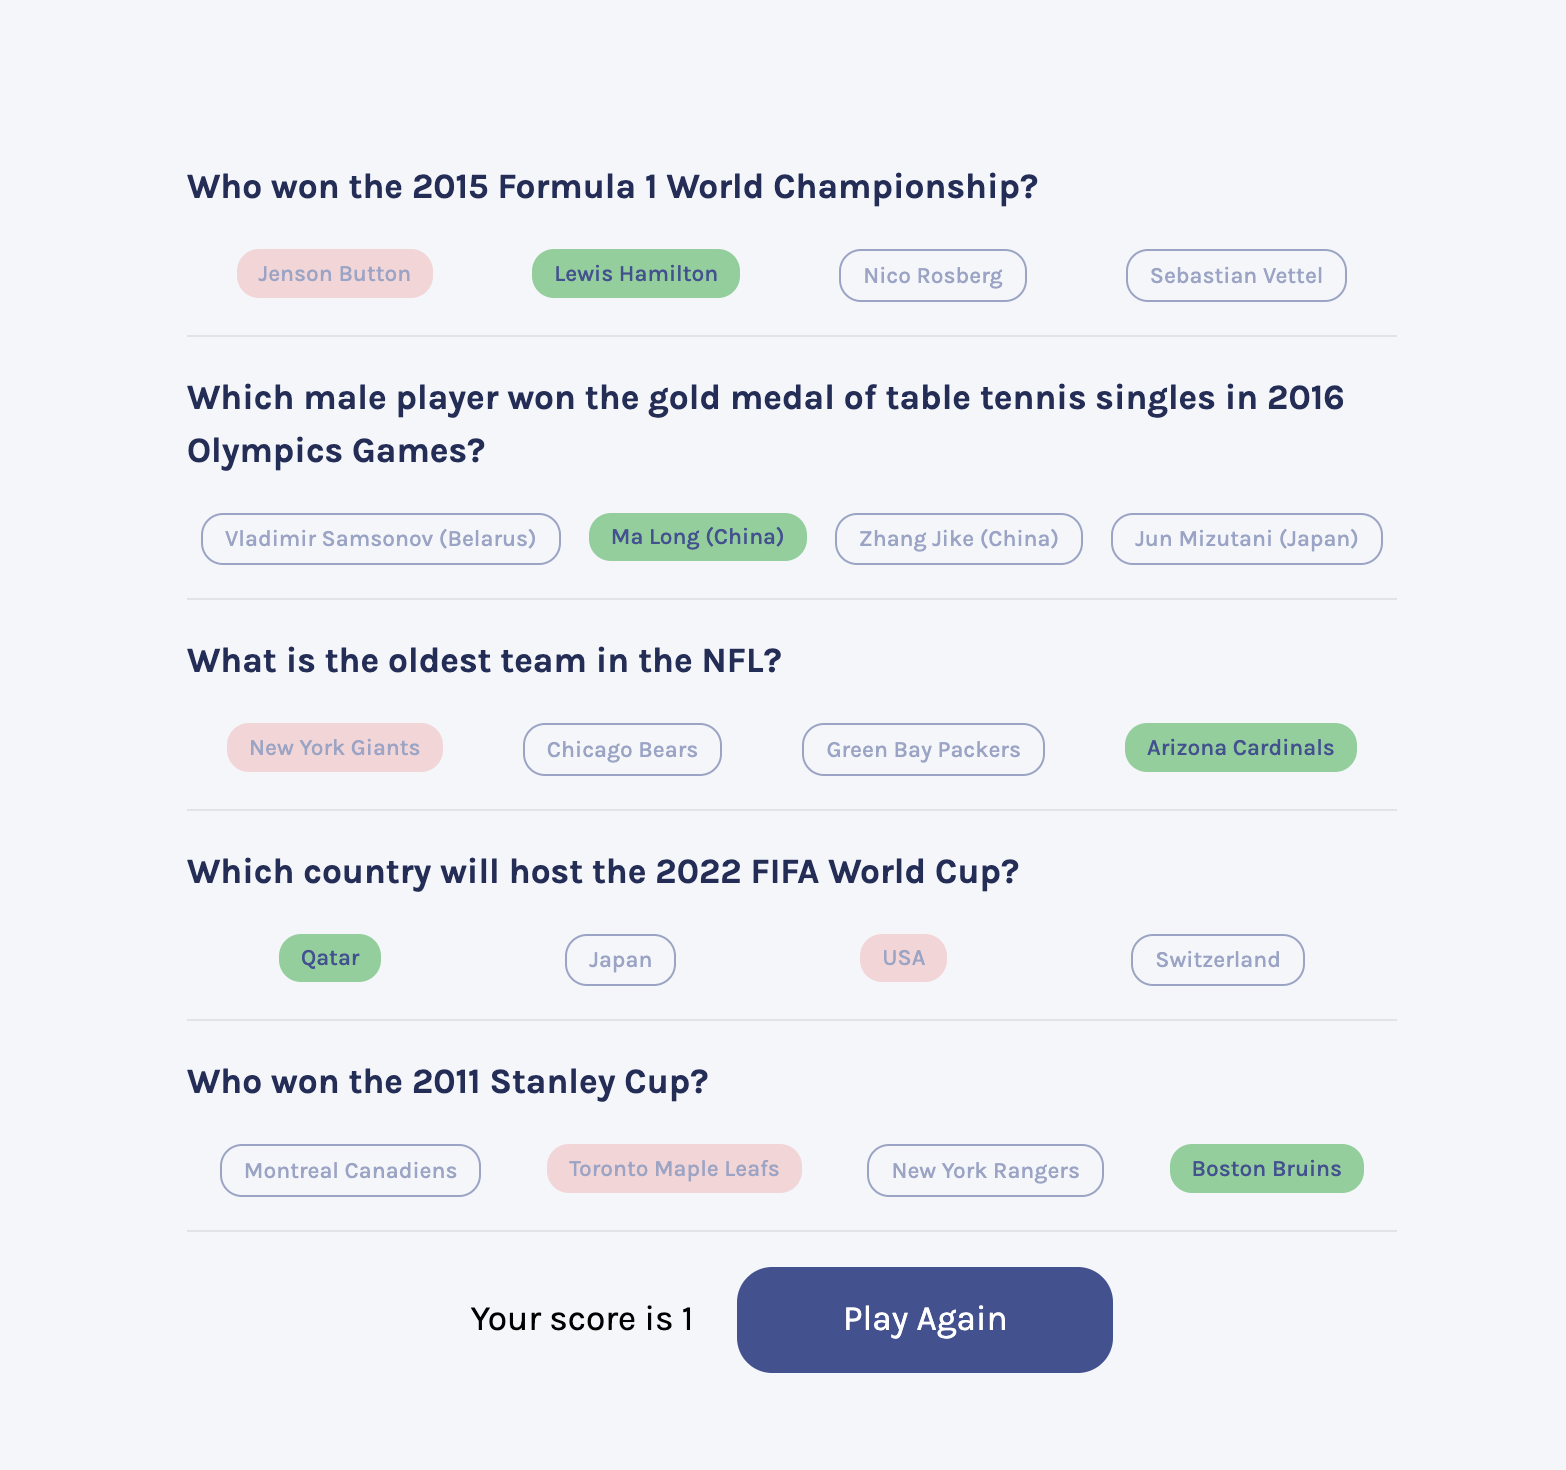 Who won the 2015 Formula 1 World Championship?
Jenson Button Lewis Hamilton Nico Rosberg Sebastian Vettel
Which male player won the gold medal of table tennis singles in 2016
Olympics Games?
Vladimir Samsonov (Belarus) Ma Long (China) Zhang Jike (China) Jun Mizutani (Japan)
What is the oldest team in the NFL?
New York Giants Chicago Bears Green Bay Packers Arizona Cardinals
Which country will host the 2022 FIFA World Cup?
Qatar Japan USA Switzerland
Who won the 2011 Stanley Cup?
Montreal Canadiens Toronto Maple Leafs New York Rangers Boston Bruins
Your score is 1 Play Again